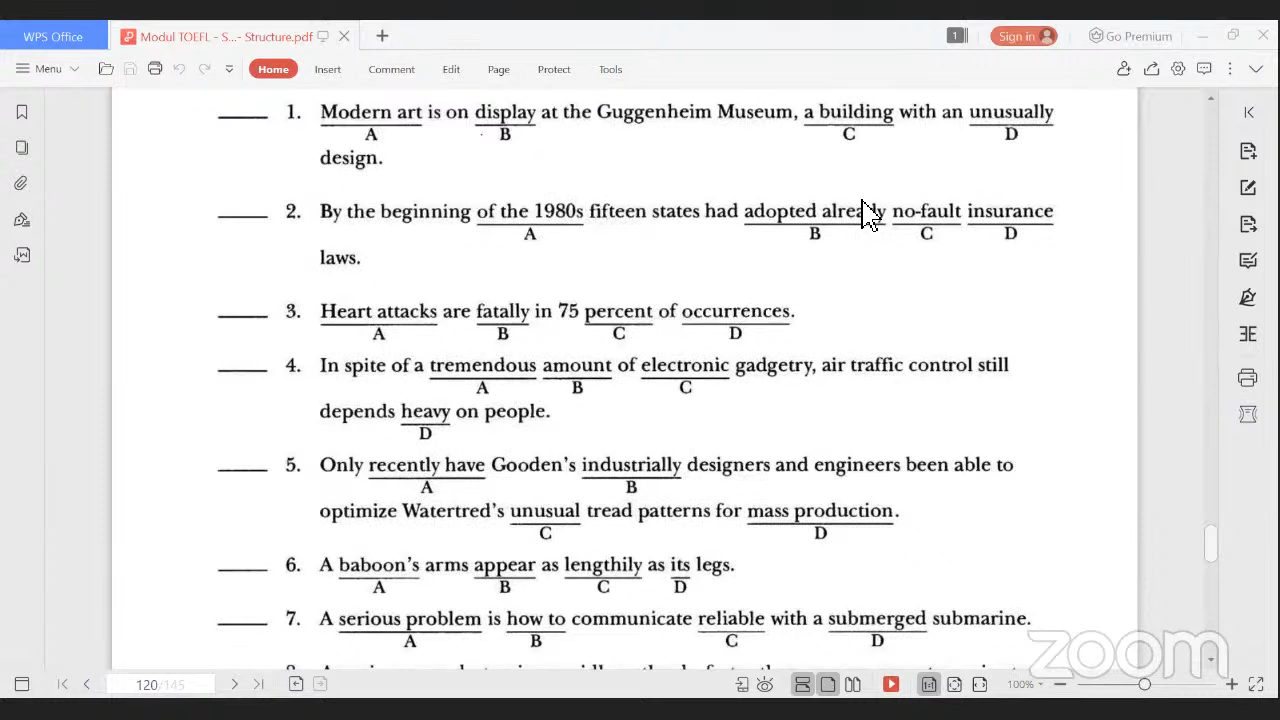 WPS Office
Modul TOEFL - S...- Structure.pdf
1
Sign in
Go Premium
Menu
Home
Insert
Comment
Edit
Page
Protect
Tools
1. Modern art is on display at the Guggenheim Museum, a building with an unusually
A B C D
design.
2. By the beginning of the 1980s fifteen states had adopted already no-fault insurance
A B C D
laws.
3. Heart attacks are fatally in 75 percent of occurrences.
A B C D
4. In spite of a tremendous amount of electronic gadgetry, air traffic control still
A B C
depends heavy on people.
D
5. Only recently have Gooden's industrially designers and engineers been able to
A B
optimize Watertred's unusual tread patterns for mass production.
C D
6. A baboon's arms appear as lengthily as its legs.
A B C D
7. A serious problem is how to communicate reliable with a submerged submarine.
A B C D
zoom
120/145
100%